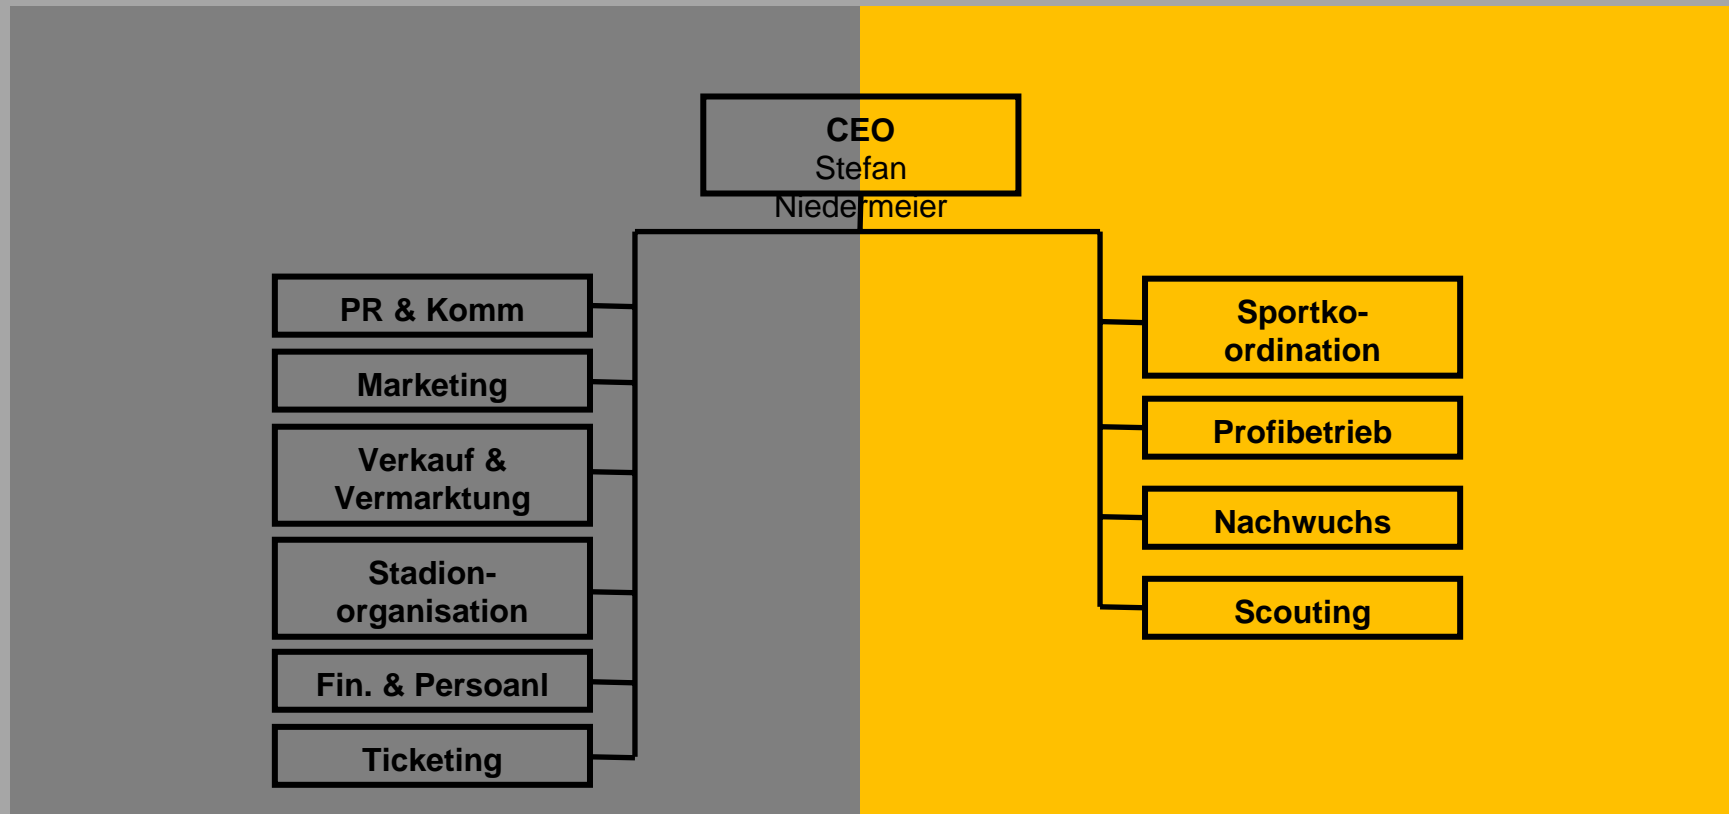 CEO
Stefan
Niedermeier
PR & Komm
Marketing
Verkauf &
Vermarktung
Stadion-
organisation
Fin. & Persoanl
Ticketing
Sportko-
ordination
Profibetrieb
Nachwuchs
Scouting